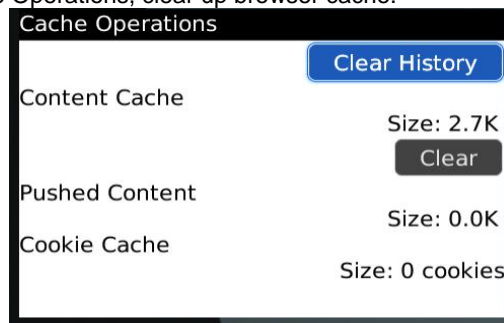 Operations, clear up browser cache.
Cache Operations
Clear History
Content Cache
Size: 2.7K
Clear
Pushed Content
Size: 0.0K
Cookie Cache
Size: 0 cookies